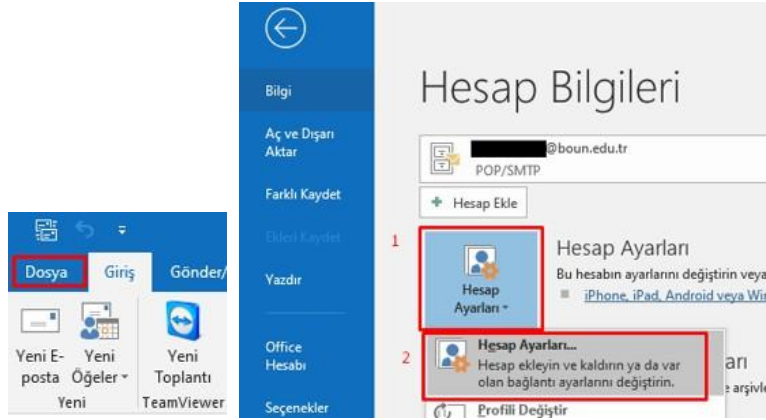 Dosya
Giriş
Gönder/
Yeni E-
posta
Yeni
Öğeler
Yeni
Toplantı
Yeni
TeamViewer
Bilgi
Aç ve Dışarı
Aktar
Farklı Kaydet
Ekleri Kaydet
Yazdır
Office
Hesabı
Seçenekler
Hesap Bilgileri
@boun.edu.tr
POP/SMTP
Hesap Ekle
1
Hesap
Ayarları
Hesap Ayarları
Bu hesabın ayarlarını değiştirin veya
iPhone, iPad, Android veya Win
2
Hesap Ayarları...
Hesap ekleyin ve kaldırın ya da var
olan bağlantı ayarlarını değiştirin.
Profili Değiştir
arı
e arşivle